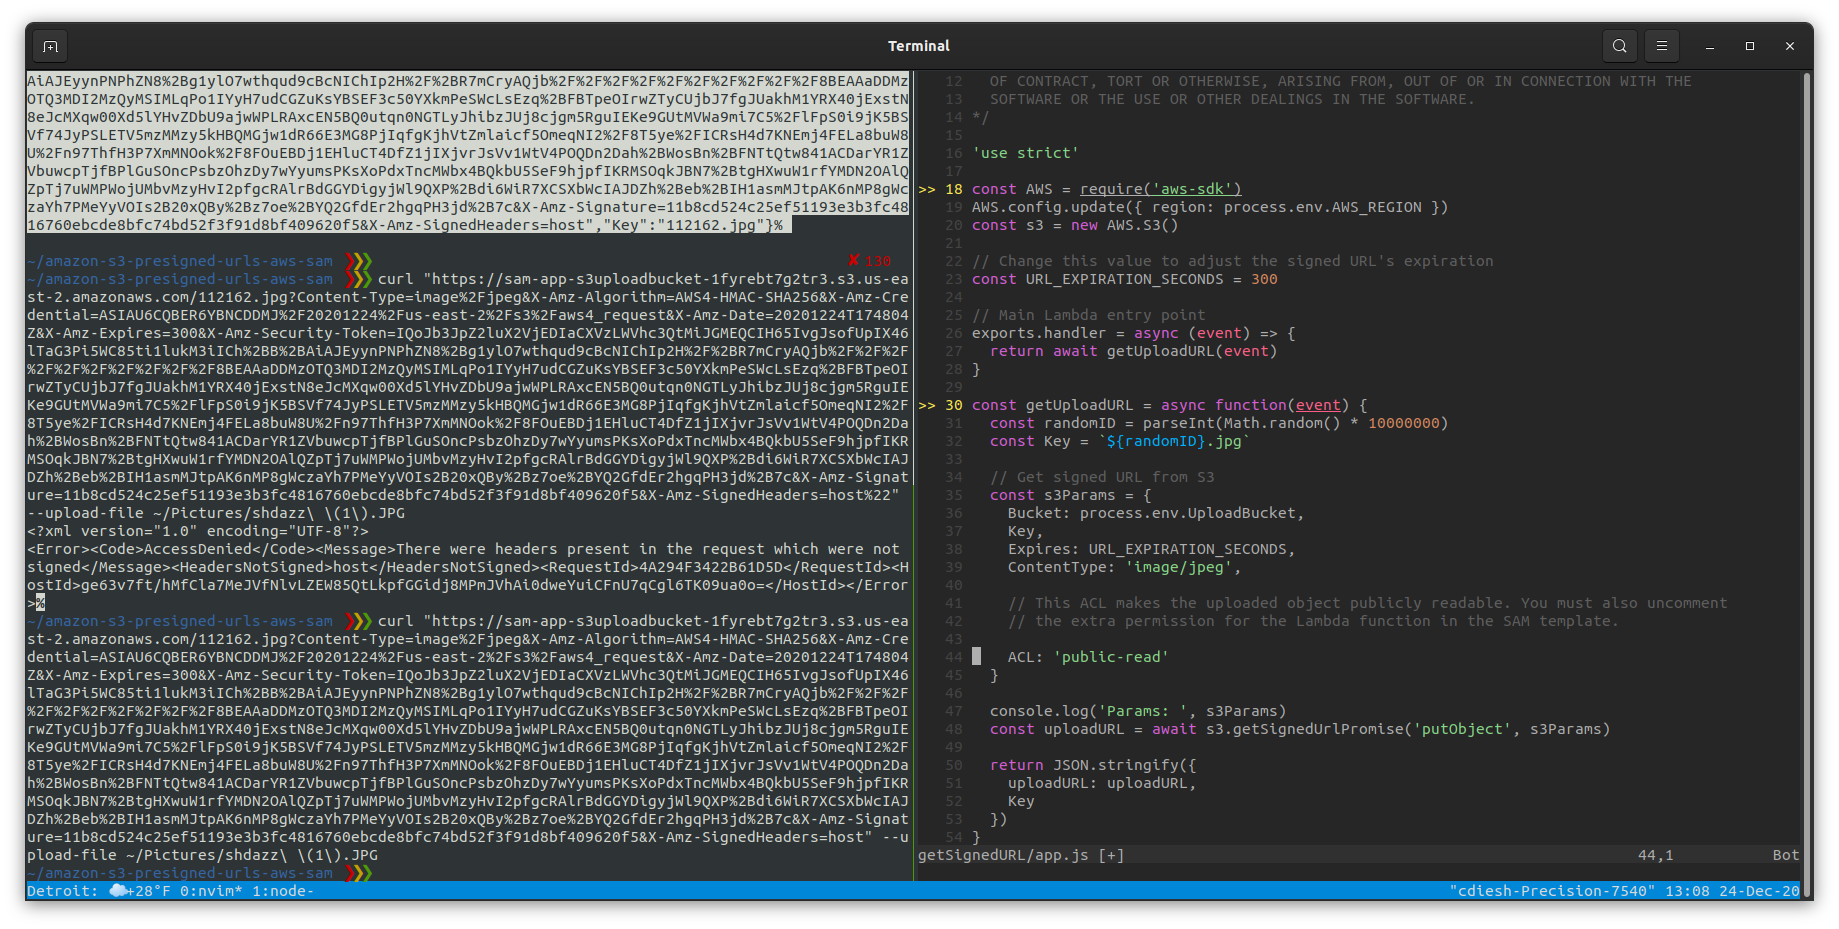 Terminal
AiAJEyynPNPhZN8%2Bg1ylO7wthqud9cBcNIChIp2H%2F%2BR7mCryAQjb%2F%2F%2F%2F%2F%2F%2F%2F%2F%2F8BEAAaDDMz
OTQ3MDI2MzQyMSIMLqPo1IYyH7udCGZuKsYBSEF3c50YXkmPeSWcLsEzq%2BFBTpeOIrwZTyCUjbJ7fgJUakhM1YRX40jExstN
8eJcMXqw00Xd5lYHvZDbU9ajwWPLRAxcEN5BQ0utqn0NGTLyJhibzJUj8cjgm5RguIEKe9GUtMVWa9mi7C5%2FlFpS0i9jK5BS
Vf74JyPSLETV5mzMMzy5kHBQMGjw1dR66E3MG8PjIqfgKjhVtZmlaicf5OmeqNI2%2F8T5ye%2FICRsH4d7KNEmj4FELa8buW8
U%2Fn97ThfH3P7XmMNOok%2F8FOuEBDj1EHluCT4DfZ1jIXjvrJsVv1WtV4POQDn2Dah%2BWosBn%2BFNTtQtw841ACDarYR1Z
VbuwcpTjfBPlGuSOncPsbzOhzDy7wYyumsPKsXoPdxTncMWbx4BQkbU5SeF9hjpfIKRMSOqkJBN7%2BtgHXwuW1rfYMDN2OAlQ
ZpTj7uWMPWojUMbvMzyHvI2pfgcRAlrBdGGYDigyjWl9QXP%2Bdi6WiR7XCSXbWcIAJDZh%2Beb%2BIH1asmMJtpAK6nMP8gWc
zaYh7PMeYyVOIs2B20xQBy%2Bz7oe%2BYQ2GfdEr2hgqPH3jd%2B7c&X-Amz-Signature=11b8cd524c25ef51193e3b3fc48
16760ebcde8bfc74bd52f3f91d8bf409620f5&X-Amz-SignedHeaders=host","Key":"112162.jpg"}%
~/amazon-s3-presigned-urls-aws-sam ❯❯❯ ✘ 130
~/amazon-s3-presigned-urls-aws-sam ❯❯❯ curl "https://sam-app-s3uploadbucket-1fyrebt7g2tr3.s3.us-ea
st-2.amazonaws.com/112162.jpg?Content-Type=image%2Fjpeg&X-Amz-Algorithm=AWS4-HMAC-SHA256&X-Amz-Cre
dential=ASIAU6CQBER6YBNCDDMJ%2F20201224%2Fus-east-2%2Fs3%2Faws4_request&X-Amz-Date=20201224T174804
Z&X-Amz-Expires=300&X-Amz-Security-Token=IQoJb3JpZ2luX2VjEDIaCXVzLWVhc3QtMiJGMEQCIH65IvgJsofUpIX46
lTaG3Pi5WC85ti1lukM3iICh%2BB%2BAiAJEyynPNPhZN8%2Bg1ylO7wthqud9cBcNIChIp2H%2F%2BR7mCryAQjb%2F%2F%2F
%2F%2F%2F%2F%2F%2F%2F8BEAAaDDMzOTQ3MDI2MzQyMSIMLqPo1IYyH7udCGZuKsYBSEF3c50YXkmPeSWcLsEzq%2BFBTpeOI
rwZTyCUjbJ7fgJUakhM1YRX40jExstN8eJcMXqw00Xd5lYHvZDbU9ajwWPLRAxcEN5BQ0utqn0NGTLyJhibzJUj8cjgm5RguIE
Ke9GUtMVWa9mi7C5%2FlFpS0i9jK5BSVf74JyPSLETV5mzMMzy5kHBQMGjw1dR66E3MG8PjIqfgKjhVtZmlaicf5OmeqNI2%2F
8T5ye%2FICRsH4d7KNEmj4FELa8buW8U%2Fn97ThfH3P7XmMNOok%2F8FOuEBDj1EHluCT4DfZ1jIXjvrJsVv1WtV4POQDn2Da
h%2BWosBn%2BFNTtQtw841ACDarYR1ZVbuwcpTjfBPlGuSOncPsbzOhzDy7wYyumsPKsXoPdxTncMWbx4BQkbU5SeF9hjpfIKR
MSOqkJBN7%2BtgHXwuW1rfYMDN2OAlQZpTj7uWMPWojUMbvMzyHvI2pfgcRAlrBdGGYDigyjWl9QXP%2Bdi6WiR7XCSXbWcIAJ
DZh%2Beb%2BIH1asmMJtpAK6nMP8gWczaYh7PMeYyVOIs2B20xQBy%2Bz7oe%2BYQ2GfdEr2hgqPH3jd%2B7c&X-Amz-Signat
ure=11b8cd524c25ef51193e3b3fc4816760ebcde8bfc74bd52f3f91d8bf409620f5&X-Amz-SignedHeaders=host%22"
--upload-file ~/Pictures/shdazz\ \(1\).JPG
<?xml version="1.0" encoding="UTF-8"?>
<Error><Code>AccessDenied</Code><Message>There were headers present in the request which were not
signed</Message><HeadersNotSigned>host</HeadersNotSigned><RequestId>4A294F3422B61D5D</RequestId><H
ostId>ge63v7ft/hMfCla7MeJVfNlvLZEW85QtLkpfGGidj8MPmJVhAi0dweYuiCFnU7qCgl6TK09ua0o=</HostId></Error
>%
~/amazon-s3-presigned-urls-aws-sam ❯❯❯ curl "https://sam-app-s3uploadbucket-1fyrebt7g2tr3.s3.us-ea
st-2.amazonaws.com/112162.jpg?Content-Type=image%2Fjpeg&X-Amz-Algorithm=AWS4-HMAC-SHA256&X-Amz-Cre
dential=ASIAU6CQBER6YBNCDDMJ%2F20201224%2Fus-east-2%2Fs3%2Faws4_request&X-Amz-Date=20201224T174804
Z&X-Amz-Expires=300&X-Amz-Security-Token=IQoJb3JpZ2luX2VjEDIaCXVzLWVhc3QtMiJGMEQCIH65IvgJsofUpIX46
lTaG3Pi5WC85ti1lukM3iICh%2BB%2BAiAJEyynPNPhZN8%2Bg1ylO7wthqud9cBcNIChIp2H%2F%2BR7mCryAQjb%2F%2F%2F
%2F%2F%2F%2F%2F%2F%2F8BEAAaDDMzOTQ3MDI2MzQyMSIMLqPo1IYyH7udCGZuKsYBSEF3c50YXkmPeSWcLsEzq%2BFBTpeOI
rwZTyCUjbJ7fgJUakhM1YRX40jExstN8eJcMXqw00Xd5lYHvZDbU9ajwWPLRAxcEN5BQ0utqn0NGTLyJhibzJUj8cjgm5RguIE
Ke9GUtMVWa9mi7C5%2FlFpS0i9jK5BSVf74JyPSLETV5mzMMzy5kHBQMGjw1dR66E3MG8PjIqfgKjhVtZmlaicf5OmeqNI2%2F
8T5ye%2FICRsH4d7KNEmj4FELa8buW8U%2Fn97ThfH3P7XmMNOok%2F8FOuEBDj1EHluCT4DfZ1jIXjvrJsVv1WtV4POQDn2Da
h%2BWosBn%2BFNTtQtw841ACDarYR1ZVbuwcpTjfBPlGuSOncPsbzOhzDy7wYyumsPKsXoPdxTncMWbx4BQkbU5SeF9hjpfIKR
MSOqkJBN7%2BtgHXwuW1rfYMDN2OAlQZpTj7uWMPWojUMbvMzyHvI2pfgcRAlrBdGGYDigyjWl9QXP%2Bdi6WiR7XCSXbWcIAJ
DZh%2Beb%2BIH1asmMJtpAK6nMP8gWczaYh7PMeYyVOIs2B20xQBy%2Bz7oe%2BYQ2GfdEr2hgqPH3jd%2B7c&X-Amz-Signat
ure=11b8cd524c25ef51193e3b3fc4816760ebcde8bfc74bd52f3f91d8bf409620f5&X-Amz-SignedHeaders=host" --u
pload-file ~/Pictures/shdazz\ \(1\).JPG
~/amazon-s3-presigned-urls-aws-sam ❯❯❯
12   OF CONTRACT, TORT OR OTHERWISE, ARISING FROM, OUT OF OR IN CONNECTION WITH THE
13   SOFTWARE OR THE USE OR OTHER DEALINGS IN THE SOFTWARE.
14 */
15
16 'use strict'
17
>> 18 const AWS = require('aws-sdk')
19 AWS.config.update({ region: process.env.AWS_REGION })
20 const s3 = new AWS.S3()
21
22 // Change this value to adjust the signed URL's expiration
23 const URL_EXPIRATION_SECONDS = 300
24
25 // Main Lambda entry point
26 exports.handler = async (event) => {
27   return await getUploadURL(event)
28 }
29
>> 30 const getUploadURL = async function(event) {
31   const randomID = parseInt(Math.random() * 10000000)
32   const Key = `${randomID}.jpg`
33
34   // Get signed URL from S3
35   const s3Params = {
36     Bucket: process.env.UploadBucket,
37     Key,
38     Expires: URL_EXPIRATION_SECONDS,
39     ContentType: 'image/jpeg',
40
41     // This ACL makes the uploaded object publicly readable. You must also uncomment
42     // the extra permission for the Lambda function in the SAM template.
43
44     ACL: 'public-read'
45   }
46
47   console.log('Params: ', s3Params)
48   const uploadURL = await s3.getSignedUrlPromise('putObject', s3Params)
49
50   return JSON.stringify({
51     uploadURL: uploadURL,
52     Key
53   })
54 }
getSignedURL/app.js [+] 44,1 Bot
Detroit: ☁️+28°F 0:nvim* 1:node- "cdiesh-Precision-7540" 13:08 24-Dec-20